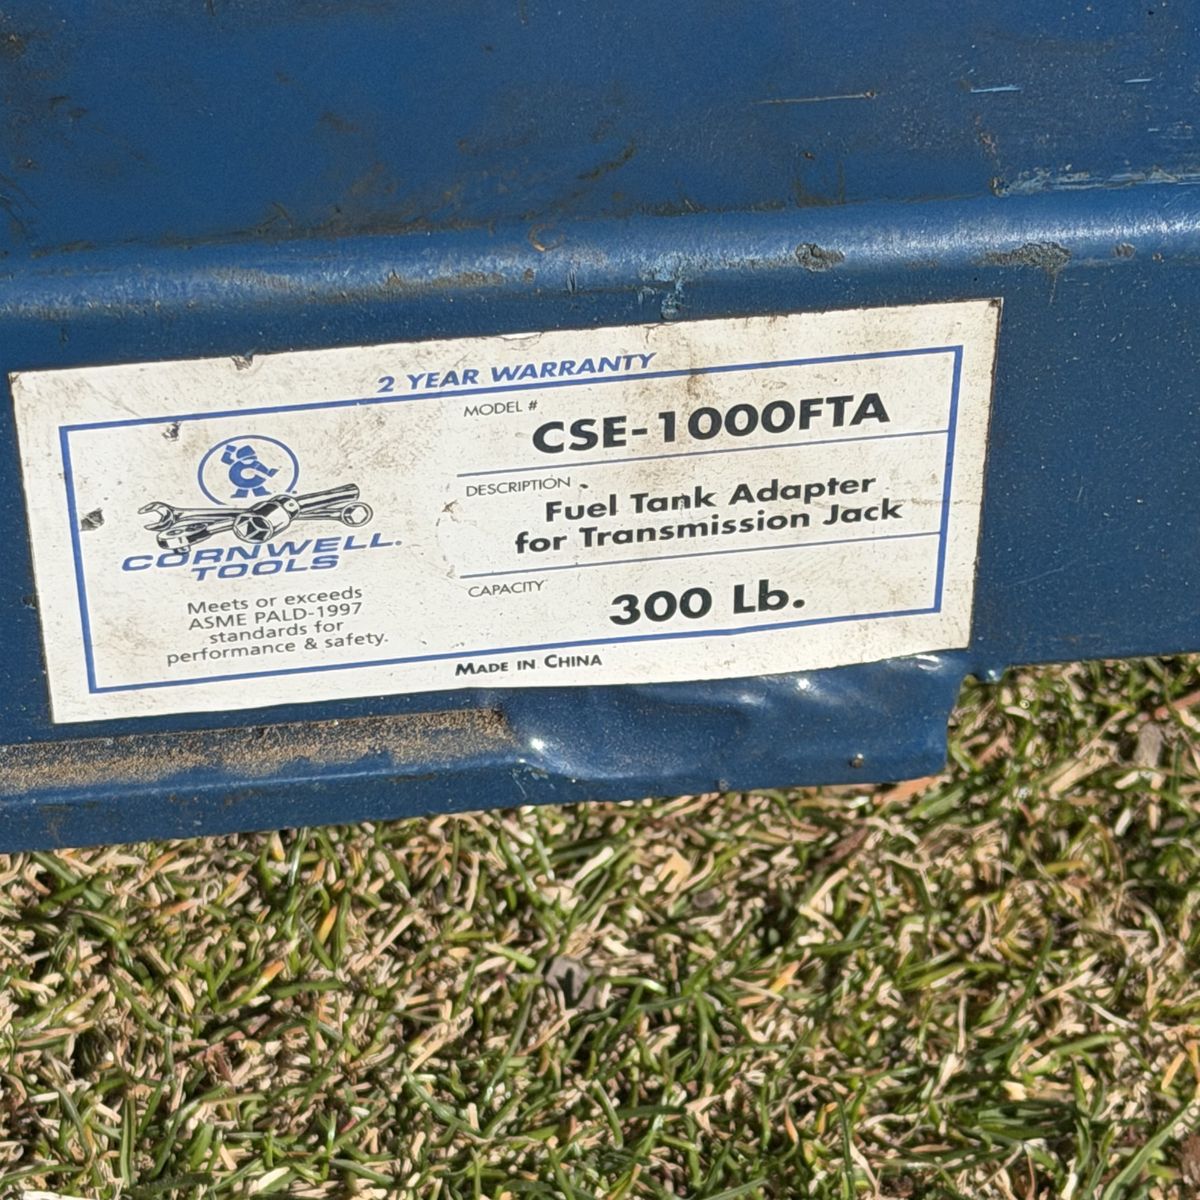 2 YEAR WARRANTY
MODEL #
CSE-1000FTA
DESCRIPTION
Fuel Tank Adapter
for Transmission Jack
CAPACITY
300 Lb.
CORNWELL.
TOOLS
Meets or exceeds
ASME PALD-1997
standards for
performance & safety.
MADE IN CHINA